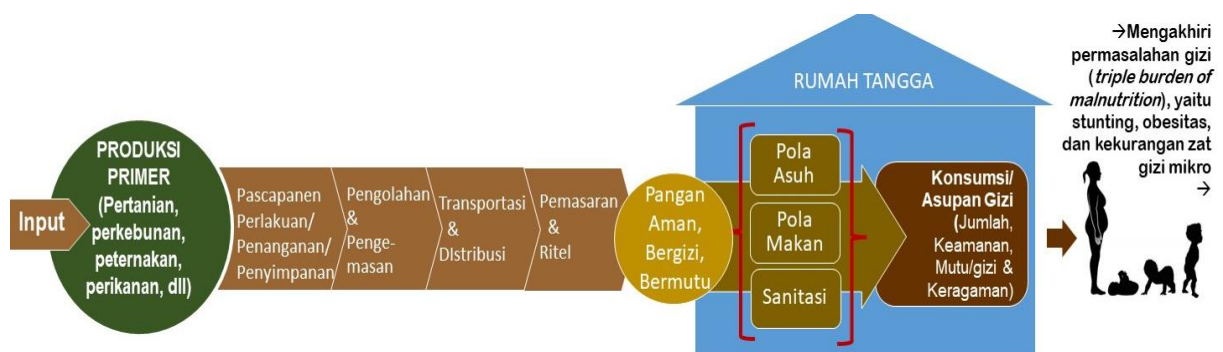 Input
PRODUKSI
PRIMER
(Pertanian,
perkebunan,
peternakan,
perikanan, dll)
Pascapanen
Perlakuan/
Penanganan/
Penyimpanan
Pengolahan
&
Penge-
masan
Transportasi
&
DIstribusi
Pemasaran
&
Ritel
Pangan
Aman,
Bergizi,
Bermutu
RUMAH TANGGA
Pola
Asuh
Pola
Makan
Sanitasi
Konsumsi/
Asupan Gizi
(Jumlah,
Keamanan,
Mutu/gizi &
Keragaman)
→Mengakhiri
permasalahan gizi
(triple burden of
malnutrition), yaitu
stunting, obesitas,
dan kekurangan zat
gizi mikro
→